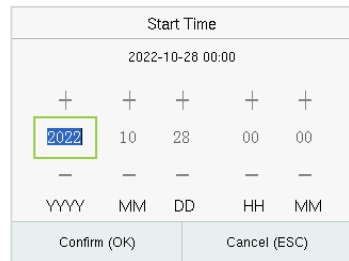 Start Time
2022-10-28 00:00
+ + + + +
2022 10 28 00 00
– – – – –
YYYY MM DD HH MM
Confirm (OK) Cancel (ESC)